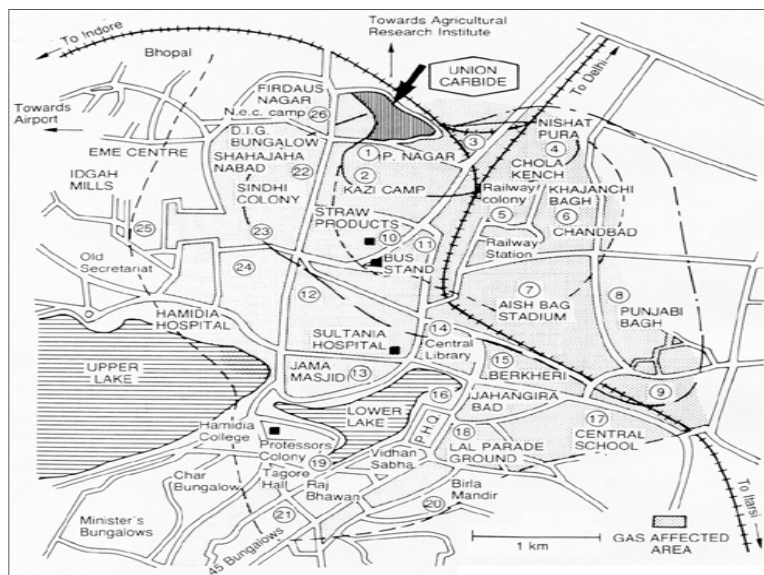 To Indore
Bhopal
Towards Agricultural
Research Institute
UNION
CARBIDE
To Delhi
Towards
Airport
FIRDAUS
NAGAR
N.e.c. camp
26
D.I.G.
BUNGALOW
EME CENTRE
SHAHAJAHA
NABAD
22
IDGAH
MILLS
SINDHI
COLONY
1
P. NAGAR
2
KAZI CAMP
3
NISHAT
PURA
4
CHOLA
KENCH
Railway
colony
KHAJANCHI
BAGH
5
6
CHANDBAD
STRAW
PRODUCTS
10
11
BUS
STAND
Railway
Station
25
23
Old
Secretariat
24
12
7
AISH BAG
STADIUM
8
PUNJABI
BAGH
HAMIDIA
HOSPITAL
SULTANIA
HOSPITAL
14
Central
Library
15
BERKHERI
UPPER
LAKE
JAMA
MASJID
13
16
JAHANGIRA
BAD
9
LOWER
LAKE
P.H.Q.
17
CENTRAL
SCHOOL
Hamidia
College
Professors
Colony
19
Vidhan
Sabha
18
LAL PARADE
GROUND
Char
Bungalow
Tagore
Hall
Raj
Bhawan
20
Birla
Mandir
To Itarsi
Minister's
Bungalows
21
45 Bungalows
1 km
GAS AFFECTED
AREA